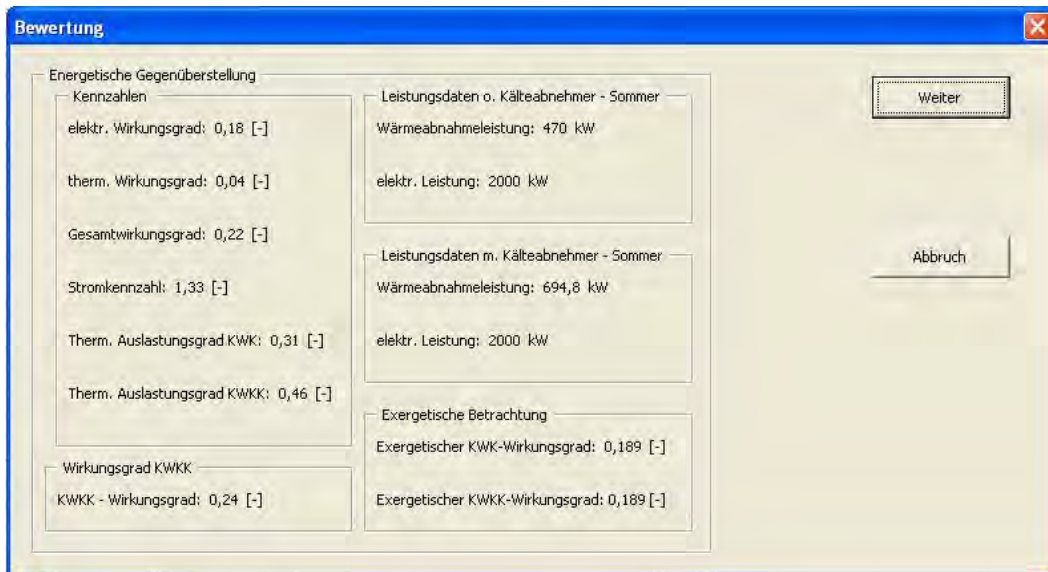 Bewertung
Energetische Gegenüberstellung
Kennzahlen
elektr. Wirkungsgrad: 0,18 [-]
therm. Wirkungsgrad: 0,04 [-]
Gesamtwirkungsgrad: 0,22 [-]
Stromkennzahl: 1,33 [-]
Therm. Auslastungsgrad KWK: 0,31 [-]
Therm. Auslastungsgrad KWKK: 0,46 [-]
Wirkungsgrad KWKK
KWKK - Wirkungsgrad: 0,24 [-]
Leistungsdaten o. Kälteabnehmer - Sommer
Wärmeabnahmeleistung: 470 kW
elektr. Leistung: 2000 kW
Leistungsdaten m. Kälteabnehmer - Sommer
Wärmeabnahmeleistung: 694,8 kW
elektr. Leistung: 2000 kW
Exergetische Betrachtung
Exergetischer KWK-Wirkungsgrad: 0,189 [-]
Exergetischer KWKK-Wirkungsgrad: 0,189 [-]
Weiter
Abbruch